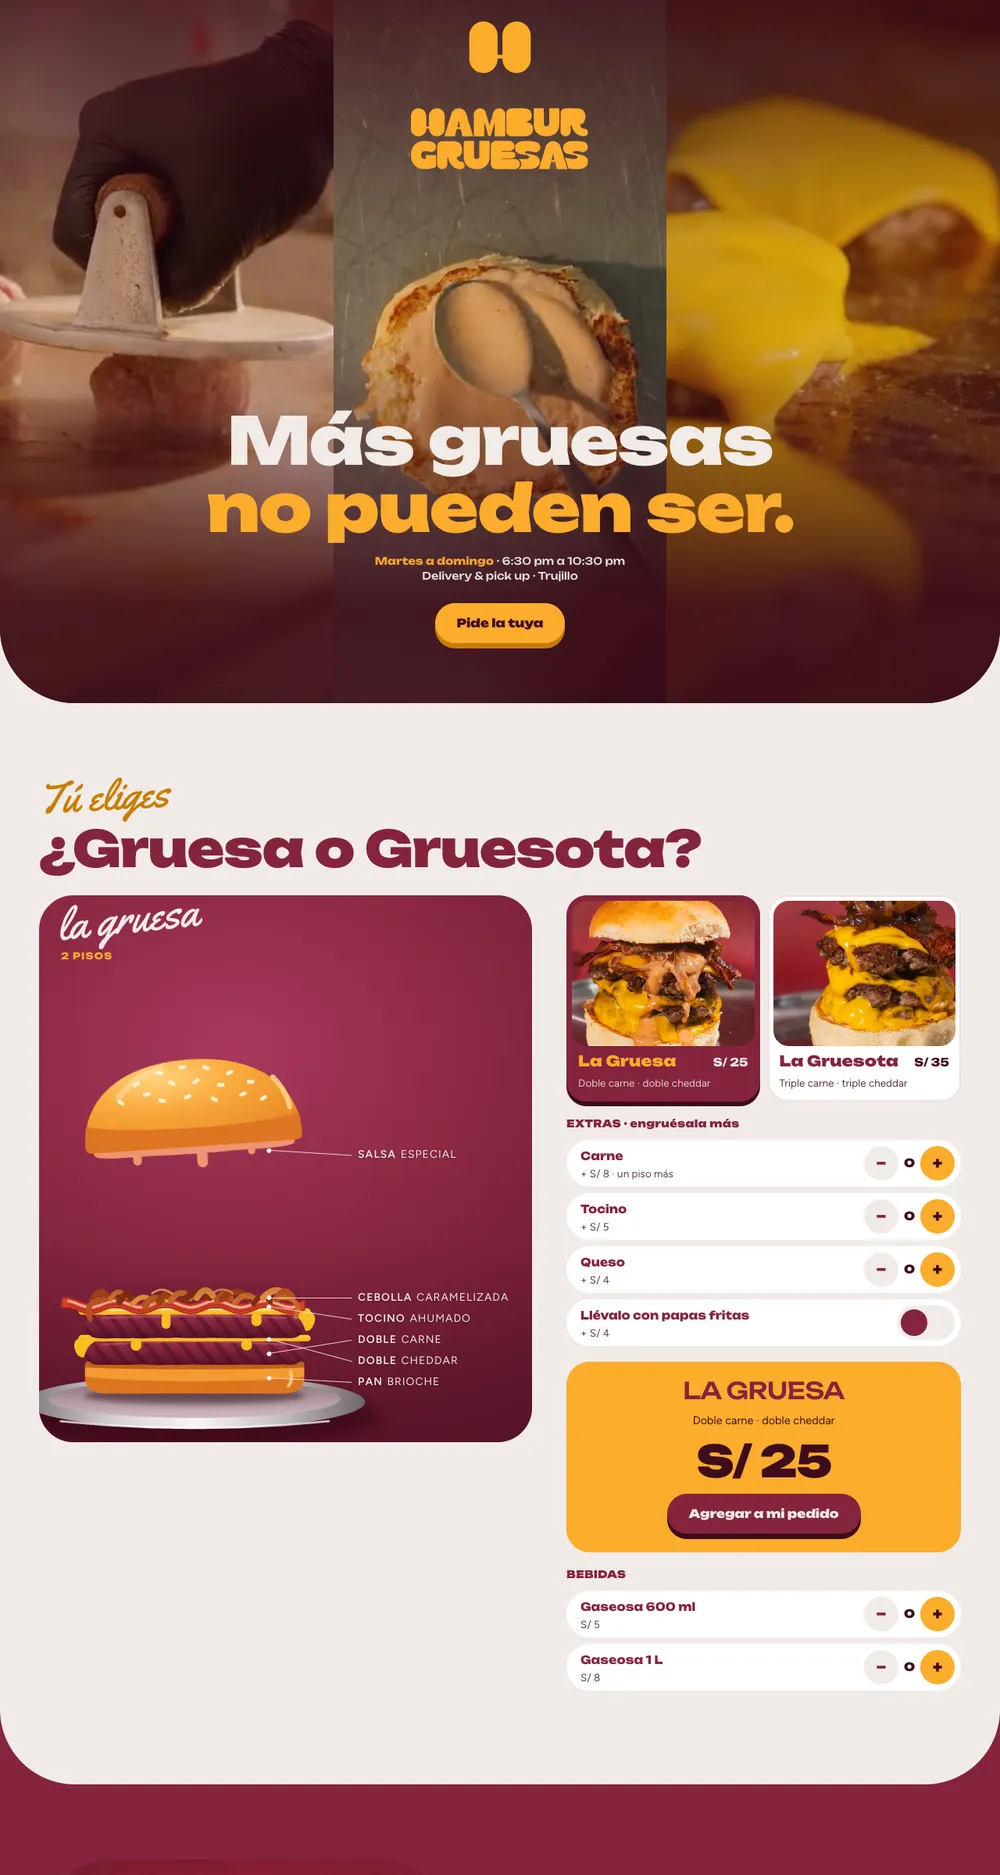 HAMBUR
GRUESAS
Más gruesas
no pueden ser.
Martes a domingo · 6:30 pm a 10:30 pm
Delivery & pick up · Trujillo
Pide la tuya
Tú eliges
¿Gruesa o Gruesota?
la gruesa
2 PISOS
SALSA ESPECIAL
CEBOLLA CARAMELIZADA
TOCINO AHUMADO
DOBLE CARNE
DOBLE CHEDDAR
PAN BRIOCHE
La Gruesa S/ 25
Doble carne · doble cheddar
La Gruesota S/ 35
Triple carne · triple cheddar
EXTRAS · engruésala más
Carne
+ S/ 8 · un piso más
− 0 +
Tocino
+ S/ 5
− 0 +
Queso
+ S/ 4
− 0 +
Llévalo con papas fritas
+ S/ 4
LA GRUESA
Doble carne · doble cheddar
S/ 25
Agregar a mi pedido
BEBIDAS
Gaseosa 600 ml
S/ 5
− 0 +
Gaseosa 1 L
S/ 8
− 0 +